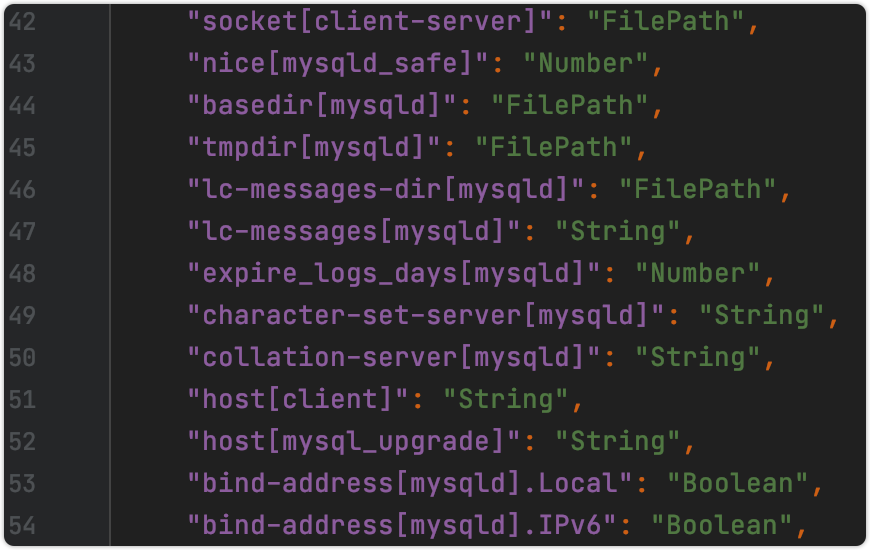 42 "socket[client-server]": "FilePath",
43 "nice[mysqld_safe]": "Number",
44 "basedir[mysqld]": "FilePath",
45 "tmpdir[mysqld]": "FilePath",
46 "lc-messages-dir[mysqld]": "FilePath",
47 "lc-messages[mysqld]": "String",
48 "expire_logs_days[mysqld]": "Number",
49 "character-set-server[mysqld]": "String",
50 "collation-server[mysqld]": "String",
51 "host[client]": "String",
52 "host[mysql_upgrade]": "String",
53 "bind-address[mysqld].Local": "Boolean",
54 "bind-address[mysqld].IPv6": "Boolean",